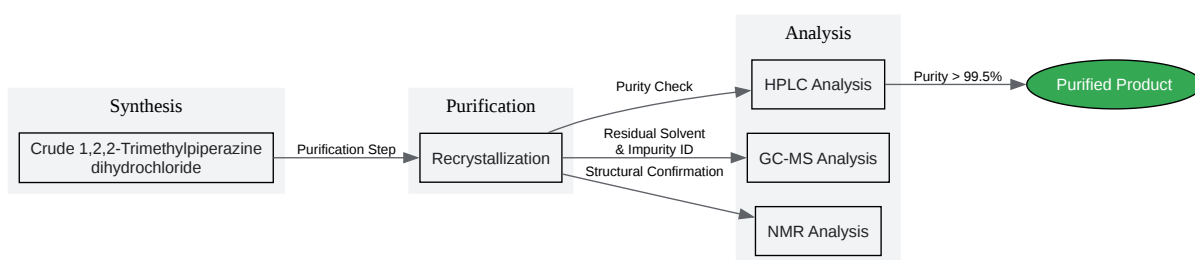 Synthesis
Crude 1,2,2-Trimethylpiperazine
dihydrochloride
Purification Step
Purification
Recrystallization
Purity Check
Residual Solvent
& Impurity ID
Structural Confirmation
Analysis
HPLC Analysis
GC-MS Analysis
NMR Analysis
Purity > 99.5%
Purified Product